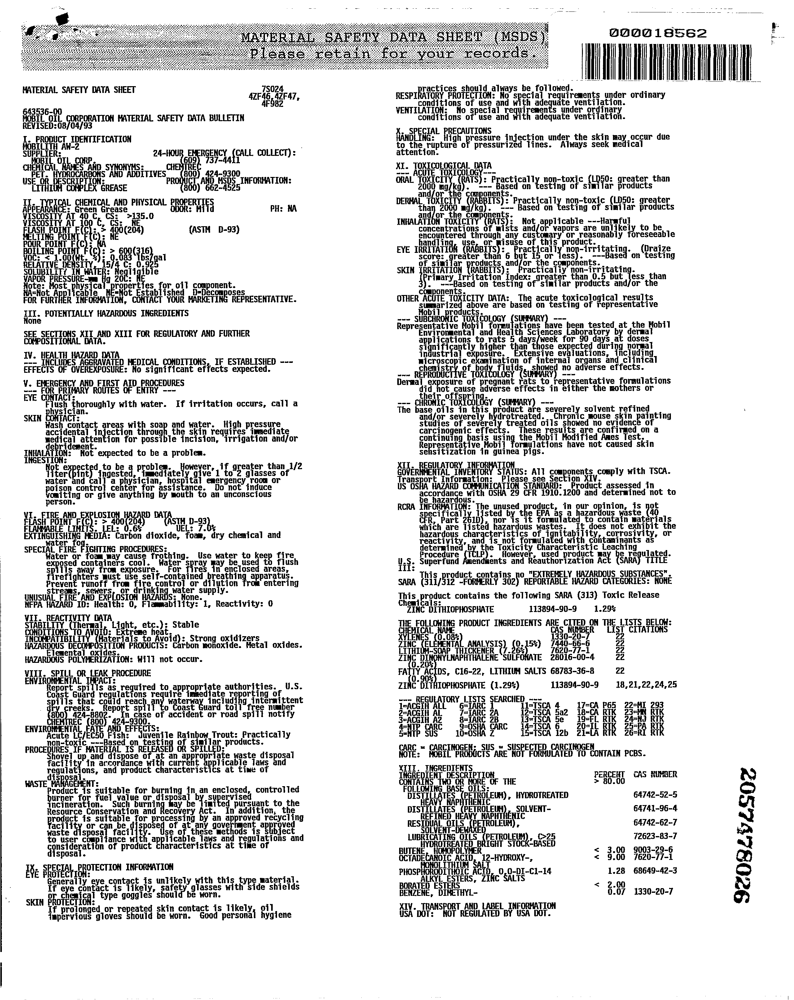 MATERIAL SAFETY DATA SHEET (MSDS)
Please retain for your records.
000018562
MATERIAL SAFETY DATA SHEET
7S024
4ZF46,4ZF47,
4F982
643536-00
MOBIL OIL CORPORATION MATERIAL SAFETY DATA BULLETIN
REVISED:08/04/93
I. PRODUCT IDENTIFICATION
MOBILITH AW-2
SUPPLIER: 24-HOUR EMERGENCY (CALL COLLECT):
MOBIL OIL CORP. (609) 737-4411
CHEMICAL NAMES AND SYNONYMS: CHEMTREC
PET. HYDROCARBONS AND ADDITIVES (800) 424-9300
USE OR DESCRIPTION: PRODUCT AND MSDS INFORMATION:
LITHIUM COMPLEX GREASE (800) 662-4525
II. TYPICAL CHEMICAL AND PHYSICAL PROPERTIES
APPEARANCE: Green Grease ODOR: Mild PH: NA
VISCOSITY AT 40 C, CS: >135.0
VISCOSITY AT 100 C, CS: NE
FLASH POINT F(C): > 400(204) (ASTM D-93)
MELTING POINT F(C): NE
POUR POINT F(C): NA
BOILING POINT F(C): > 600(316)
VOC: < 1.00(Wt. %); 0.083 lbs/gal
RELATIVE DENSITY, 15/4 C: 0.925
SOLUBILITY IN WATER: Negligible
VAPOR PRESSURE-mm Hg 20C: NE
Note: Most physical properties for oil component.
NA=Not Applicable NE=Not Established D=Decomposes
FOR FURTHER INFORMATION, CONTACT YOUR MARKETING REPRESENTATIVE.
III. POTENTIALLY HAZARDOUS INGREDIENTS
None
SEE SECTIONS XII AND XIII FOR REGULATORY AND FURTHER
COMPOSITIONAL DATA.
IV. HEALTH HAZARD DATA
--- INCLUDES AGGRAVATED MEDICAL CONDITIONS, IF ESTABLISHED ---
EFFECTS OF OVEREXPOSURE: No significant effects expected.
V. EMERGENCY AND FIRST AID PROCEDURES
--- FOR PRIMARY ROUTES OF ENTRY ---
EYE CONTACT:
Flush thoroughly with water. If irritation occurs, call a
physician.
SKIN CONTACT:
Wash contact areas with soap and water. High pressure
accidental injection through the skin requires immediate
medical attention for possible incision, irrigation and/or
debridement.
INHALATION: Not expected to be a problem.
INGESTION:
Not expected to be a problem. However, if greater than 1/2
liter(pint) ingested, immediately give 1 to 2 glasses of
water and call a physician, hospital emergency room or
poison control center for assistance. Do not induce
vomiting or give anything by mouth to an unconscious
person.
VI. FIRE AND EXPLOSION HAZARD DATA
FLASH POINT F(C): > 400(204) (ASTM D-93)
FLAMMABLE LIMITS. LEL: 0.6% UEL: 7.0%
EXTINGUISHING MEDIA: Carbon dioxide, foam, dry chemical and
water fog.
SPECIAL FIRE FIGHTING PROCEDURES:
Water or foam may cause frothing. Use water to keep fire
exposed containers cool. Water spray may be used to flush
spills away from exposure. For fires in enclosed areas,
firefighters must use self-contained breathing apparatus.
Prevent runoff from fire control or dilution from entering
streams, sewers, or drinking water supply.
UNUSUAL FIRE AND EXPLOSION HAZARDS: None.
NFPA HAZARD ID: Health: 0, Flammability: 1, Reactivity: 0
VII. REACTIVITY DATA
STABILITY (Thermal, Light, etc.): Stable
CONDITIONS TO AVOID: Extreme heat.
INCOMPATIBILITY (Materials to Avoid): Strong oxidizers
HAZARDOUS DECOMPOSITION PRODUCTS: Carbon monoxide. Metal oxides.
Elemental oxides.
HAZARDOUS POLYMERIZATION: Will not occur.
VIII. SPILL OR LEAK PROCEDURE
ENVIRONMENTAL IMPACT:
Report spills as required to appropriate authorities. U.S.
Coast Guard regulations require immediate reporting of
spills that could reach any waterway including intermittent
dry creeks. Report spill to Coast Guard toll free number
(800) 424-8802. In case of accident or road spill notify
CHEMTREC (800) 424-9300.
ENVIRONMENTAL FATE AND EFFECTS:
Acute LC/EC50 Fish: Juvenile Rainbow Trout: Practically
non-toxic ---Based on testing of similar products.
PROCEDURES IF MATERIAL IS RELEASED OR SPILLED:
Shovel up and dispose of at an appropriate waste disposal
facility in accordance with current applicable laws and
regulations, and product characteristics at time of
disposal.
WASTE MANAGEMENT:
Product is suitable for burning in an enclosed, controlled
burner for fuel value or disposal by supervised
incineration. Such burning may be limited pursuant to the
Resource Conservation and Recovery Act. In addition, the
product is suitable for processing by an approved recycling
facility or can be disposed of at any government approved
waste disposal facility. Use of these methods is subject
to user compliance with applicable laws and regulations and
consideration of product characteristics at time of
disposal.
IX. SPECIAL PROTECTION INFORMATION
EYE PROTECTION:
Generally eye contact is unlikely with this type material.
If eye contact is likely, safety glasses with side shields
or chemical type goggles should be worn.
SKIN PROTECTION:
If prolonged or repeated skin contact is likely, oil
impervious gloves should be worn. Good personal hygiene
practices should always be followed.
RESPIRATORY PROTECTION: No special requirements under ordinary
conditions of use and with adequate ventilation.
VENTILATION: No special requirements under ordinary
conditions of use and with adequate ventilation.
X. SPECIAL PRECAUTIONS
HANDLING: High pressure injection under the skin may occur due
to the rupture of pressurized lines. Always seek medical
attention.
XI. TOXICOLOGICAL DATA
--- ACUTE TOXICOLOGY---
ORAL TOXICITY (RATS): Practically non-toxic (LD50: greater than
2000 mg/kg). --- Based on testing of similar products
and/or the components.
DERMAL TOXICITY (RABBITS): Practically non-toxic (LD50: greater
than 2000 mg/kg). --- Based on testing of similar products
and/or the components.
INHALATION TOXICITY (RATS): Not applicable ---Harmful
concentrations of mists and/or vapors are unlikely to be
encountered through any customary or reasonably foreseeable
handling, use, or misuse of this product.
EYE IRRITATION (RABBITS): Practically non-irritating. (Draize
score: greater than 6 but 15 or less). ---Based on testing
of similar products and/or the components.
SKIN IRRITATION (RABBITS): Practically non-irritating.
(Primary Irritation Index: greater than 0.5 but less than
3). ---Based on testing of similar products and/or the
components.
OTHER ACUTE TOXICITY DATA: The acute toxicological results
summarized above are based on testing of representative
Mobil products.
--- SUBCHRONIC TOXICOLOGY (SUMMARY) ---
Representative Mobil formulations have been tested at the Mobil
Environmental and Health Sciences Laboratory by dermal
applications to rats 5 days/week for 90 days at doses
significantly higher than those expected during normal
industrial exposure. Extensive evaluations, including
microscopic examination of internal organs and clinical
chemistry of body fluids, showed no adverse effects.
--- REPRODUCTIVE TOXICOLOGY (SUMMARY) ---
Dermal exposure of pregnant rats to representative formulations
did not cause adverse effects in either the mothers or
their offspring.
--- CHRONIC TOXICOLOGY (SUMMARY) ---
The base oils in this product are severely solvent refined
and/or severely hydrotreated. Chronic mouse skin painting
studies of severely treated oils showed no evidence of
carcinogenic effects. These results are confirmed on a
continuing basis using the Mobil Modified Ames Test.
Representative Mobil formulations have not caused skin
sensitization in guinea pigs.
XII. REGULATORY INFORMATION
GOVERNMENTAL INVENTORY STATUS: All components comply with TSCA.
Transport Information: Please see Section XIV.
US OSHA HAZARD COMMUNICATION STANDARD: Product assessed in
accordance with OSHA 29 CFR 1910.1200 and determined not to
be hazardous.
RCRA INFORMATION: The unused product, in our opinion, is not
specifically listed by the EPA as a hazardous waste (40
CFR, Part 261D), nor is it formulated to contain materials
which are listed hazardous wastes. It does not exhibit the
hazardous characteristics of ignitability, corrosivity, or
reactivity, and is not formulated with contaminants as
determined by the Toxicity Characteristic Leaching
Procedure (TCLP). However, used product may be regulated.
U.S. Superfund Amendments and Reauthorization Act (SARA) TITLE
III:
This product contains no "EXTREMELY HAZARDOUS SUBSTANCES".
SARA (311/312 -FORMERLY 302) REPORTABLE HAZARD CATEGORIES: NONE
This product contains the following SARA (313) Toxic Release
Chemicals:
ZINC DITHIOPHOSPHATE 113894-90-9 1.29%
THE FOLLOWING PRODUCT INGREDIENTS ARE CITED ON THE LISTS BELOW:
CHEMICAL NAME CAS NUMBER LIST CITATIONS
XYLENES (0.08%) 1330-20-7 22
ZINC (ELEMENTAL ANALYSIS) (0.15%) 7440-66-6 22
LITHIUM-SOAP THICKENER (7.26%) 7620-77-1 22
ZINC DINONYLNAPHTHALENE SULFONATE 28016-00-4 22
(0.20%)
FATTY ACIDS, C16-22, LITHIUM SALTS 68783-36-8 22
(0.90%)
ZINC DITHIOPHOSPHATE (1.29%) 113894-90-9 18,21,22,24,25
--- REGULATORY LISTS SEARCHED ---
1=ACGIH ALL 6=IARC 1 11=TSCA 4 17=CA P65 22=MI 293
2=ACGIH A1 7=IARC 2A 12=TSCA 5a2 18=CA RTK 23=MN RTK
3=ACGIH A2 8=IARC 2B 13=TSCA 5e 19=FL RTK 24=NJ RTK
4=NTP CARC 9=OSHA CARC 14=TSCA 6 20=IL RTK 25=PA RTK
5=NTP SUS 10=OSHA Z 15=TSCA 12b 21=LA RTK 26=RI RTK
CARC = CARCINOGEN; SUS = SUSPECTED CARCINOGEN
NOTE: MOBIL PRODUCTS ARE NOT FORMULATED TO CONTAIN PCBS.
XIII. INGREDIENTS
INGREDIENT DESCRIPTION PERCENT CAS NUMBER
CONTAINS TWO OR MORE OF THE > 80.00
FOLLOWING BASE OILS:
DISTILLATES (PETROLEUM), HYDROTREATED 64742-52-5
HEAVY NAPHTHENIC
DISTILLATES (PETROLEUM), SOLVENT- 64741-96-4
REFINED HEAVY NAPHTHENIC
RESIDUAL OILS (PETROLEUM), 64742-62-7
SOLVENT-DEWAXED
LUBRICATING OILS (PETROLEUM), C>25 72623-83-7
HYDROTREATED BRIGHT STOCK-BASED
BUTENE, HOMOPOLYMER < 3.00 9003-29-6
OCTADECANOIC ACID, 12-HYDROXY-, < 9.00 7620-77-1
MONOLITHIUM SALT
PHOSPHORODITHOIC ACID, O,O-DI-C1-14 1.28 68649-42-3
ALKYL ESTERS, ZINC SALTS
BORATED ESTERS < 2.00
BENZENE, DIMETHYL- 0.07 1330-20-7
XIV. TRANSPORT AND LABEL INFORMATION
USA DOT: NOT REGULATED BY USA DOT.
2057478026